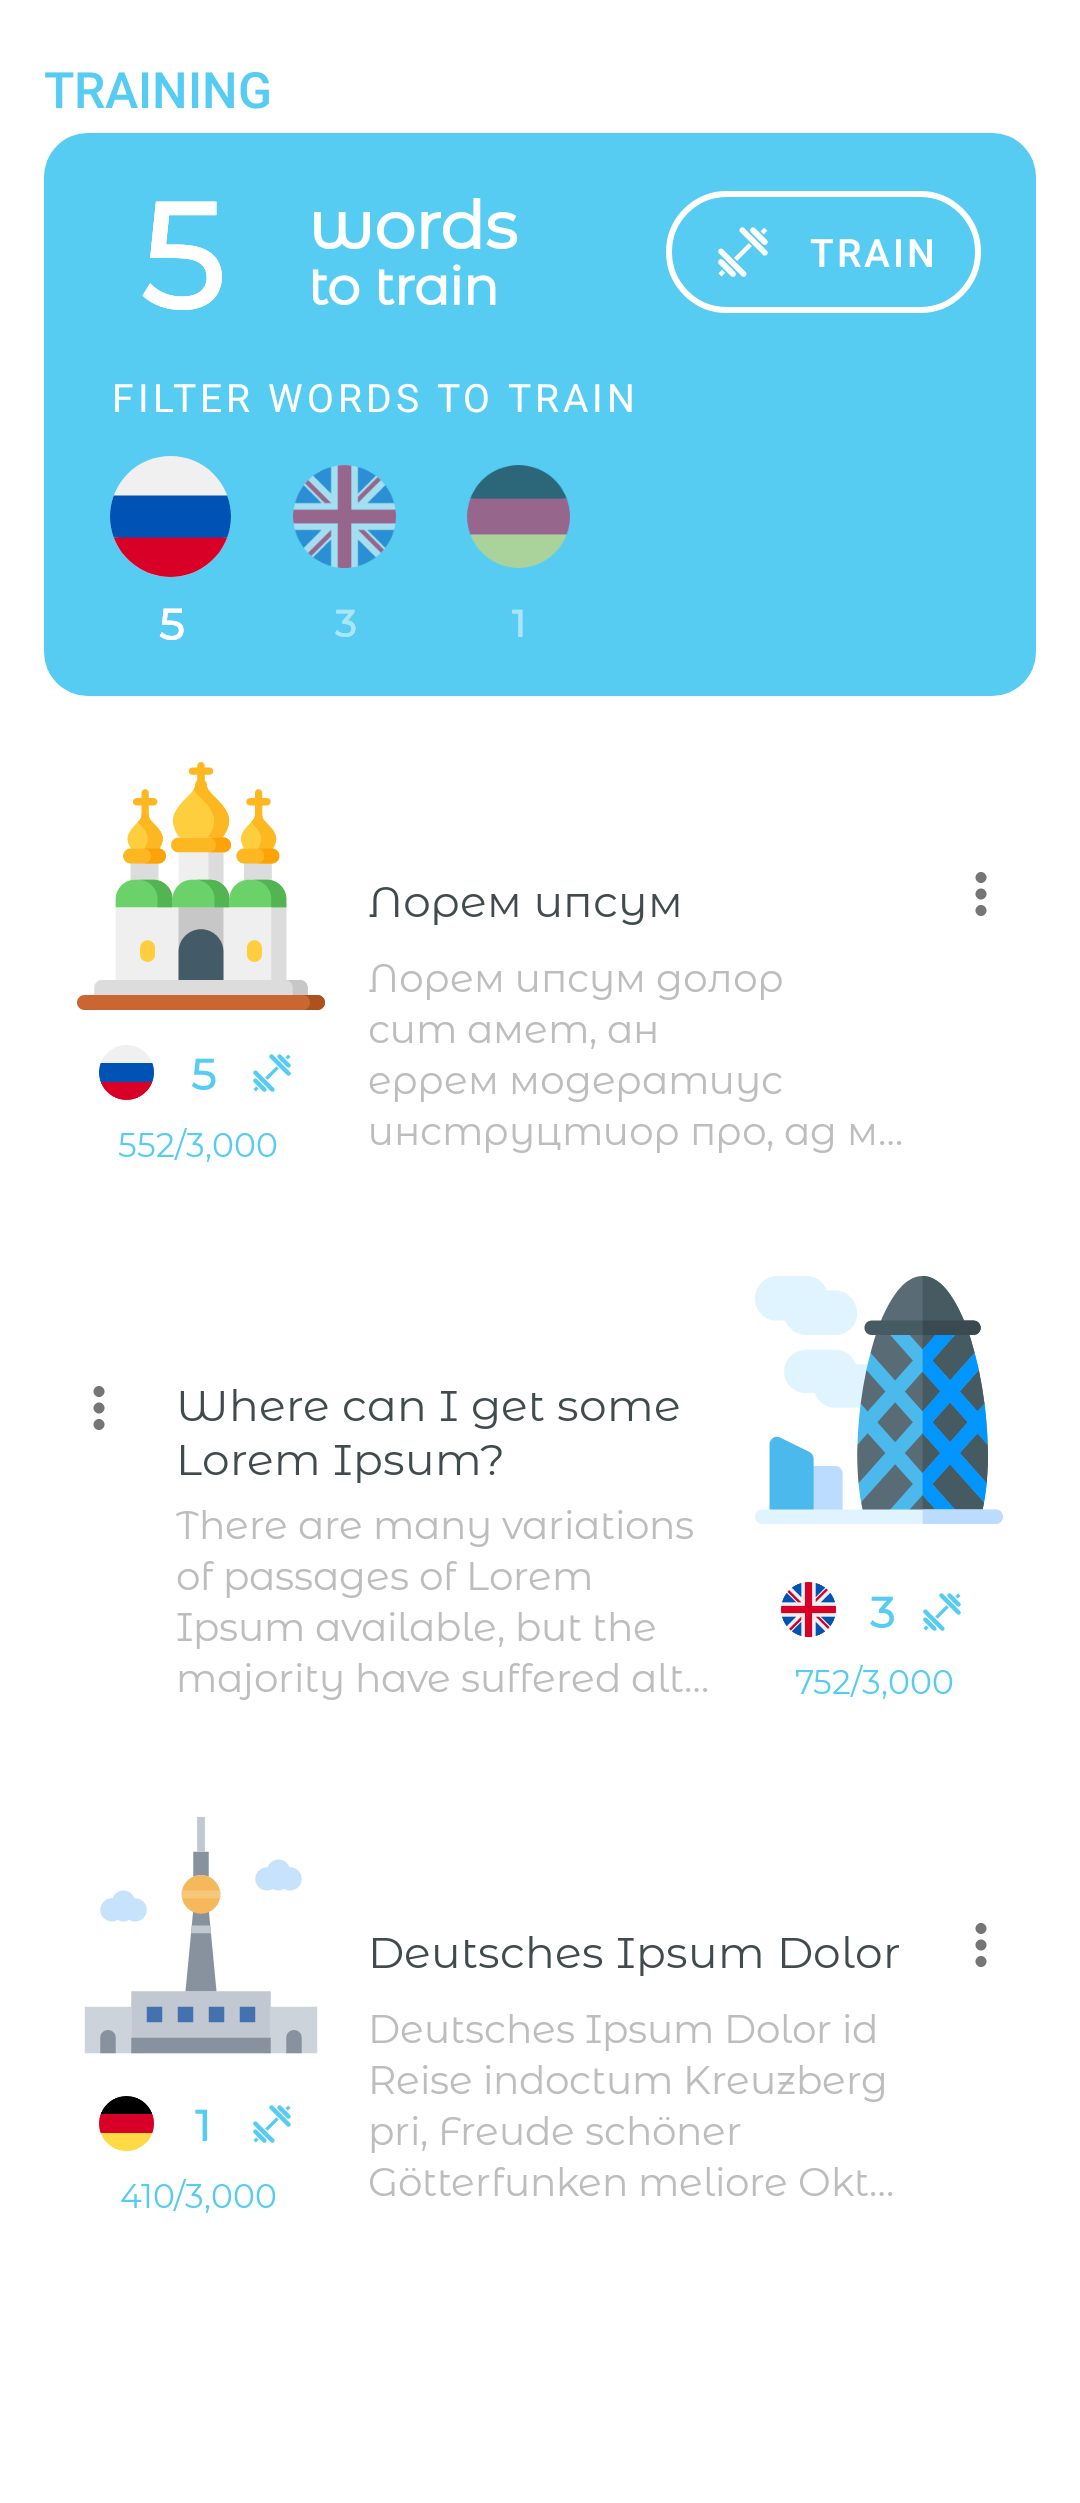 TRAINING
5
words
to train
TRAIN
FILTER WORDS TO TRAIN
5 3 1
Лорем ипсум
Лорем ипсум долор
сит амет, ан
еррем модератиус
инструцтиор про, ад м...
5
552/3,000
Where can I get some
Lorem Ipsum?
There are many variations
of passages of Lorem
Ipsum available, but the
majority have suffered alt...
3
752/3,000
Deutsches Ipsum Dolor
Deutsches Ipsum Dolor id
Reise indoctum Kreuzberg
pri, Freude schöner
Götterfunken meliore Okt...
1
410/3,000